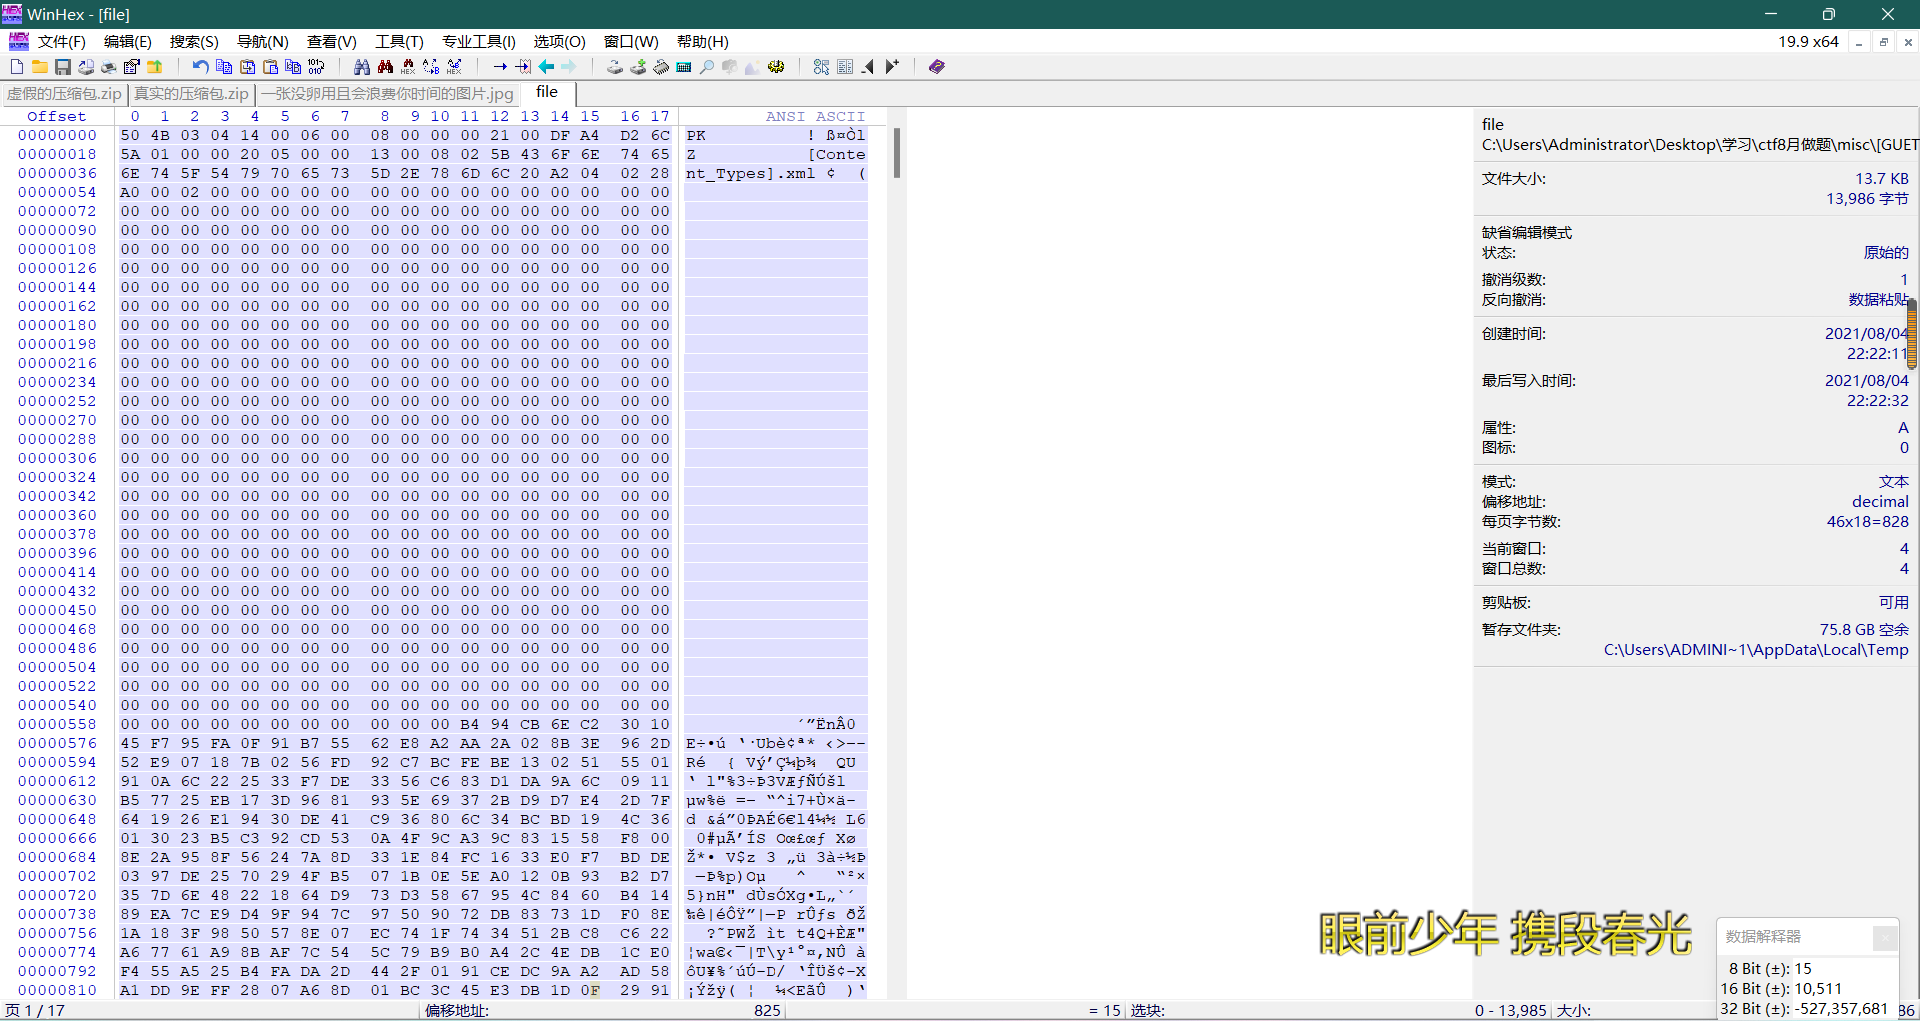 WinHex - [file]
文件(F) 编辑(E) 搜索(S) 导航(N) 查看(V) 工具(T) 专业工具(I) 选项(O) 窗口(W) 帮助(H) 19.9 x64
虚假的压缩包.zip 真实的压缩包.zip 一张没卵用且会浪费你时间的图片.jpg file
Offset 0 1 2 3 4 5 6 7 8 9 10 11 12 13 14 15 16 17 ANSI ASCII
00000000 50 4B 03 04 14 00 06 00 08 00 00 00 21 00 DF A4 D2 6C PK ! ß¤Òl
00000018 5A 01 00 00 20 05 00 00 13 00 08 02 5B 43 6F 6E 74 65 Z [Conte
00000036 6E 74 5F 54 79 70 65 73 5D 2E 78 6D 6C 20 A2 04 02 28 nt_Types].xml ¢ (
00000054 A0 00 02 00 00 00 00 00 00 00 00 00 00 00 00 00 00 00
00000072 00 00 00 00 00 00 00 00 00 00 00 00 00 00 00 00 00 00
00000090 00 00 00 00 00 00 00 00 00 00 00 00 00 00 00 00 00 00
00000108 00 00 00 00 00 00 00 00 00 00 00 00 00 00 00 00 00 00
00000126 00 00 00 00 00 00 00 00 00 00 00 00 00 00 00 00 00 00
00000144 00 00 00 00 00 00 00 00 00 00 00 00 00 00 00 00 00 00
00000162 00 00 00 00 00 00 00 00 00 00 00 00 00 00 00 00 00 00
00000180 00 00 00 00 00 00 00 00 00 00 00 00 00 00 00 00 00 00
00000198 00 00 00 00 00 00 00 00 00 00 00 00 00 00 00 00 00 00
00000216 00 00 00 00 00 00 00 00 00 00 00 00 00 00 00 00 00 00
00000234 00 00 00 00 00 00 00 00 00 00 00 00 00 00 00 00 00 00
00000252 00 00 00 00 00 00 00 00 00 00 00 00 00 00 00 00 00 00
00000270 00 00 00 00 00 00 00 00 00 00 00 00 00 00 00 00 00 00
00000288 00 00 00 00 00 00 00 00 00 00 00 00 00 00 00 00 00 00
00000306 00 00 00 00 00 00 00 00 00 00 00 00 00 00 00 00 00 00
00000324 00 00 00 00 00 00 00 00 00 00 00 00 00 00 00 00 00 00
00000342 00 00 00 00 00 00 00 00 00 00 00 00 00 00 00 00 00 00
00000360 00 00 00 00 00 00 00 00 00 00 00 00 00 00 00 00 00 00
00000378 00 00 00 00 00 00 00 00 00 00 00 00 00 00 00 00 00 00
00000396 00 00 00 00 00 00 00 00 00 00 00 00 00 00 00 00 00 00
00000414 00 00 00 00 00 00 00 00 00 00 00 00 00 00 00 00 00 00
00000432 00 00 00 00 00 00 00 00 00 00 00 00 00 00 00 00 00 00
00000450 00 00 00 00 00 00 00 00 00 00 00 00 00 00 00 00 00 00
00000468 00 00 00 00 00 00 00 00 00 00 00 00 00 00 00 00 00 00
00000486 00 00 00 00 00 00 00 00 00 00 00 00 00 00 00 00 00 00
00000504 00 00 00 00 00 00 00 00 00 00 00 00 00 00 00 00 00 00
00000522 00 00 00 00 00 00 00 00 00 00 00 00 00 00 00 00 00 00
00000540 00 00 00 00 00 00 00 00 00 00 00 00 00 00 00 00 00 00
00000558 00 00 00 00 00 00 00 00 00 00 00 B4 94 CB 6E C2 30 10 ´”ËnÂ0
00000576 45 F7 95 FA 0F 91 B7 55 62 E8 A2 AA 2A 02 8B 3E 96 2D E÷•ú ‘·Ubè¢ª* ‹>–-
00000594 52 E9 07 18 7B 02 56 FD 92 C7 BC FE BE 13 02 51 55 01 Ré { Vý’Ç¼þ¾ QU
00000612 91 0A 6C 22 25 33 F7 DE 33 56 C6 83 D1 DA 9A 6C 09 11 ‘ l"%3÷Þ3VÆƒÑÚšl
00000630 B5 77 25 EB 17 3D 96 81 93 5E 69 37 2B D9 D7 E4 2D 7F µw%ë =– “^i7+Ù×ä-
00000648 64 19 26 E1 94 30 DE 41 C9 36 80 6C 34 BC BD 19 4C 36 d &á”0ÞAÉ6€l4¼½ L6
00000666 01 30 23 B5 C3 92 CD 53 0A 4F 9C A3 9C 83 15 58 F8 00 0#µÃ’ÍS Oœ£œƒ Xø
00000684 8E 2A 95 8F 56 24 7A 8D 33 1E 84 FC 16 33 E0 F7 BD DE Ž*• V$z 3 „ü 3à÷½Þ
00000702 03 97 DE 25 70 29 4F B5 07 1B 0E 5E A0 12 0B 93 B2 D7 —Þ%p)Oµ ^ “²×
00000720 35 7D 6E 48 22 18 64 D9 73 D3 58 67 95 4C 84 60 B4 14 5}nH" dÙsÓXg•L„`´
00000738 89 EA 7C E9 D4 9F 94 7C 97 50 90 72 DB 83 73 1D F0 8E ‰ê|éÔŸ”|—P rÛƒs ðŽ
00000756 1A 18 3F 98 50 57 8E 07 EC 74 1F 74 34 51 2B C8 C6 22 ?˜PWŽ ìt t4Q+ÈÆ"
00000774 A6 77 61 A9 8B AF 7C 54 5C 79 B9 B0 A4 2C 4E DB 1C E0 ¦wa©‹¯|T\y¹°¤,NÛ à
00000792 F4 55 A5 25 B4 FA DA 2D 44 2F 01 91 CE DC 9A A2 AD 58 ôU¥%´úÚ-D/ ‘ÎÜš¢-X
00000810 A1 DD 9E FF 28 07 A6 8D 01 BC 3C 45 E3 DB 1D 0F 29 91 ¡Ýžÿ( ¦ ¼<EãÛ )‘
file
C:\Users\Administrator\Desktop\学习\ctf8月做题\misc\[GUET
文件大小: 13.7 KB
13,986 字节
缺省编辑模式
状态: 原始的
撤消级数: 1
反向撤消: 数据粘贴
创建时间: 2021/08/04
22:22:11
最后写入时间: 2021/08/04
22:22:32
属性: A
图标: 0
模式: 文本
偏移地址: decimal
每页字节数: 46x18=828
当前窗口: 4
窗口总数: 4
剪贴板: 可用
暂存文件夹: 75.8 GB 空余
C:\Users\ADMINI~1\AppData\Local\Temp
眼前少年 携段春光
数据解释器
8 Bit (±): 15
16 Bit (±): 10,511
32 Bit (±): -527,357,681
页 1 / 17 偏移地址: 825 = 15 选块: 0 - 13,985 大小: 86